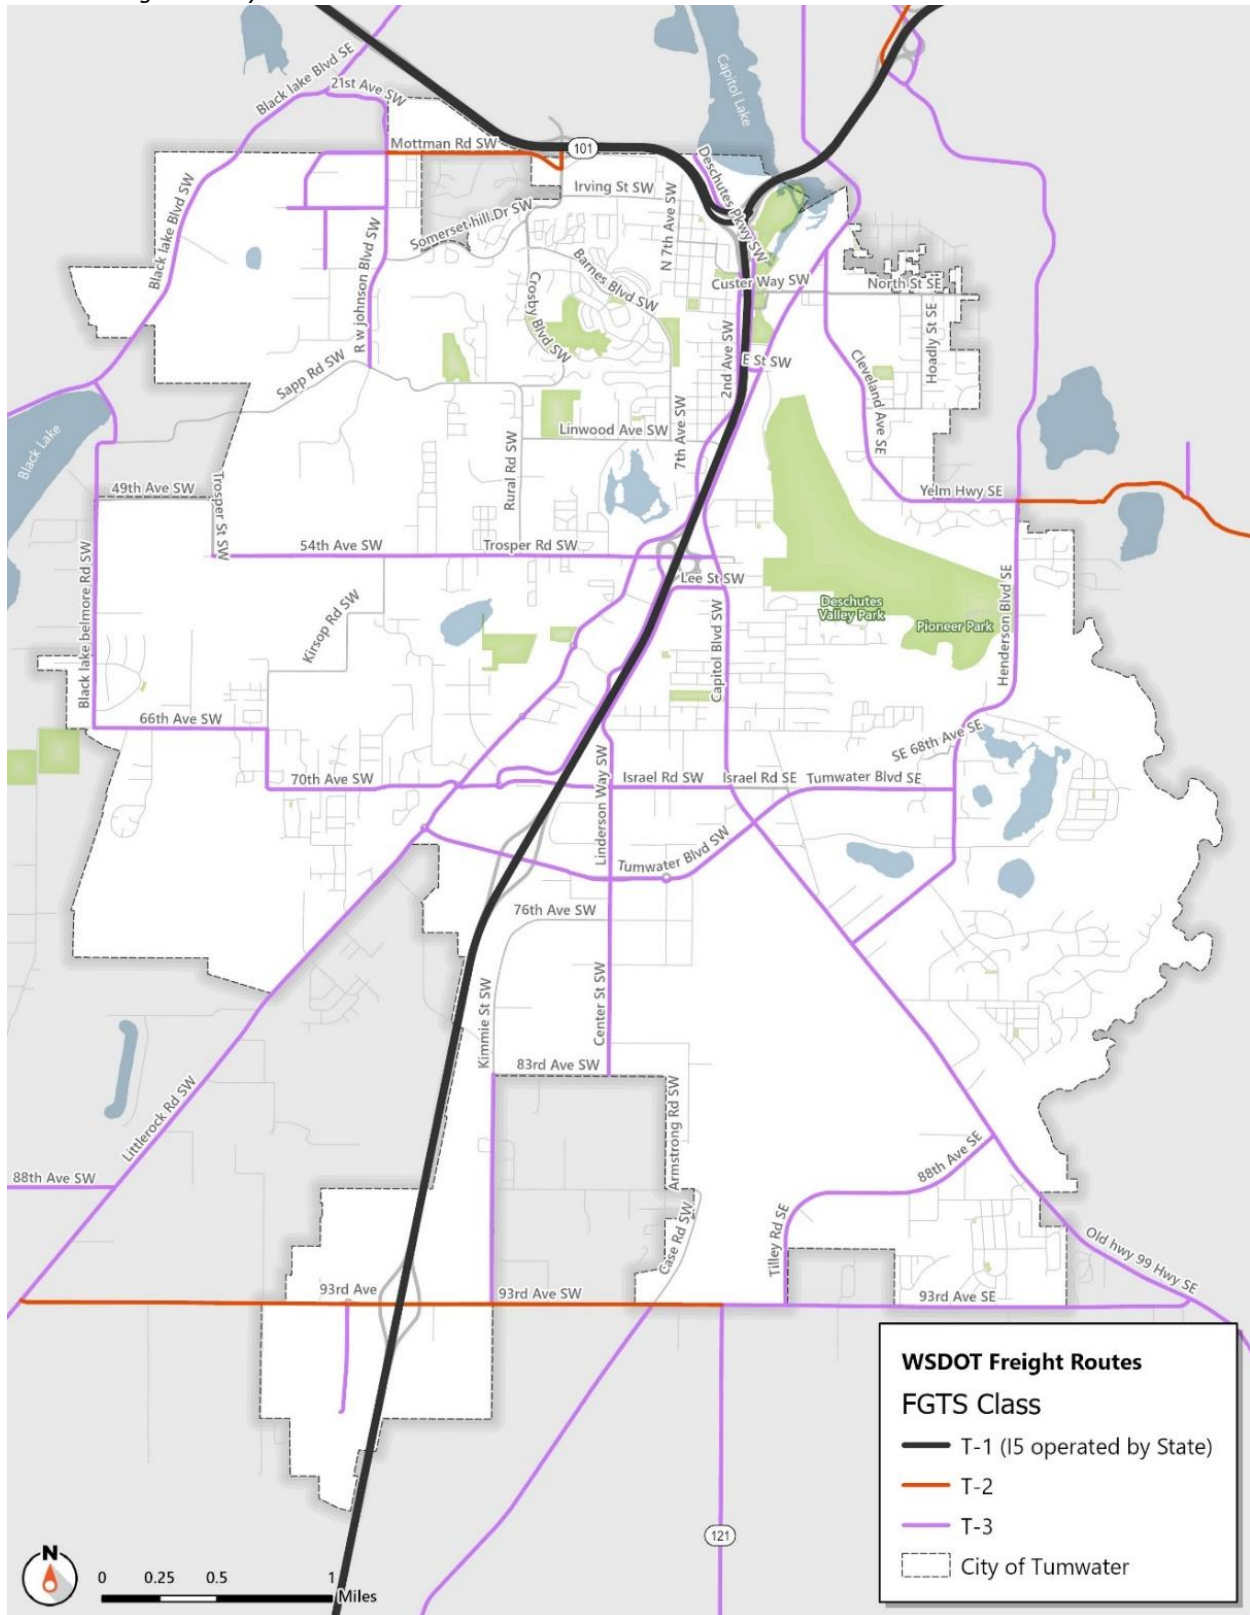 Black lake Blvd SE
21st Ave SW
Capitol Lake
Mottman Rd SW
101
Deschutes Pkwy SW
Irving St SW
Black lake Blvd SW
Somerset hill Dr SW
N 7th Ave SW
R w johnson Blvd SW
Barnes Blvd SW
Custer Way SW
North St SE
Crosby Blvd SW
Hoadly St SE
Sapp Rd SW
2nd Ave SW
E St SW
Cleveland Ave SE
Black Lake
Linwood Ave SW
7th Ave SW
Rural Rd SW
49th Ave SW
Trosper St SW
Yelm Hwy SE
54th Ave SW
Trosper Rd SW
Lee St SW
Black lake belmore Rd SW
Kirsop Rd SW
Capitol Blvd SW
Deschutes
Valley Park
Pioneer Park
Henderson Blvd SE
66th Ave SW
SE 68th Ave SE
70th Ave SW
Linderson Way SW
Israel Rd SW
Israel Rd SE
Tumwater Blvd SE
Tumwater Blvd SW
76th Ave SW
Kimmie St SW
Center St SW
83rd Ave SW
Armstrong Rd SW
Littlerock Rd SW
88th Ave SW
88th Ave SE
Case Rd SW
Tilley Rd SE
Old hwy 99 Hwy SE
93rd Ave
93rd Ave SW
93rd Ave SE
WSDOT Freight Routes
FGTS Class
T-1 (I5 operated by State)
T-2
T-3
City of Tumwater
121
N
0 0.25 0.5 1
Miles